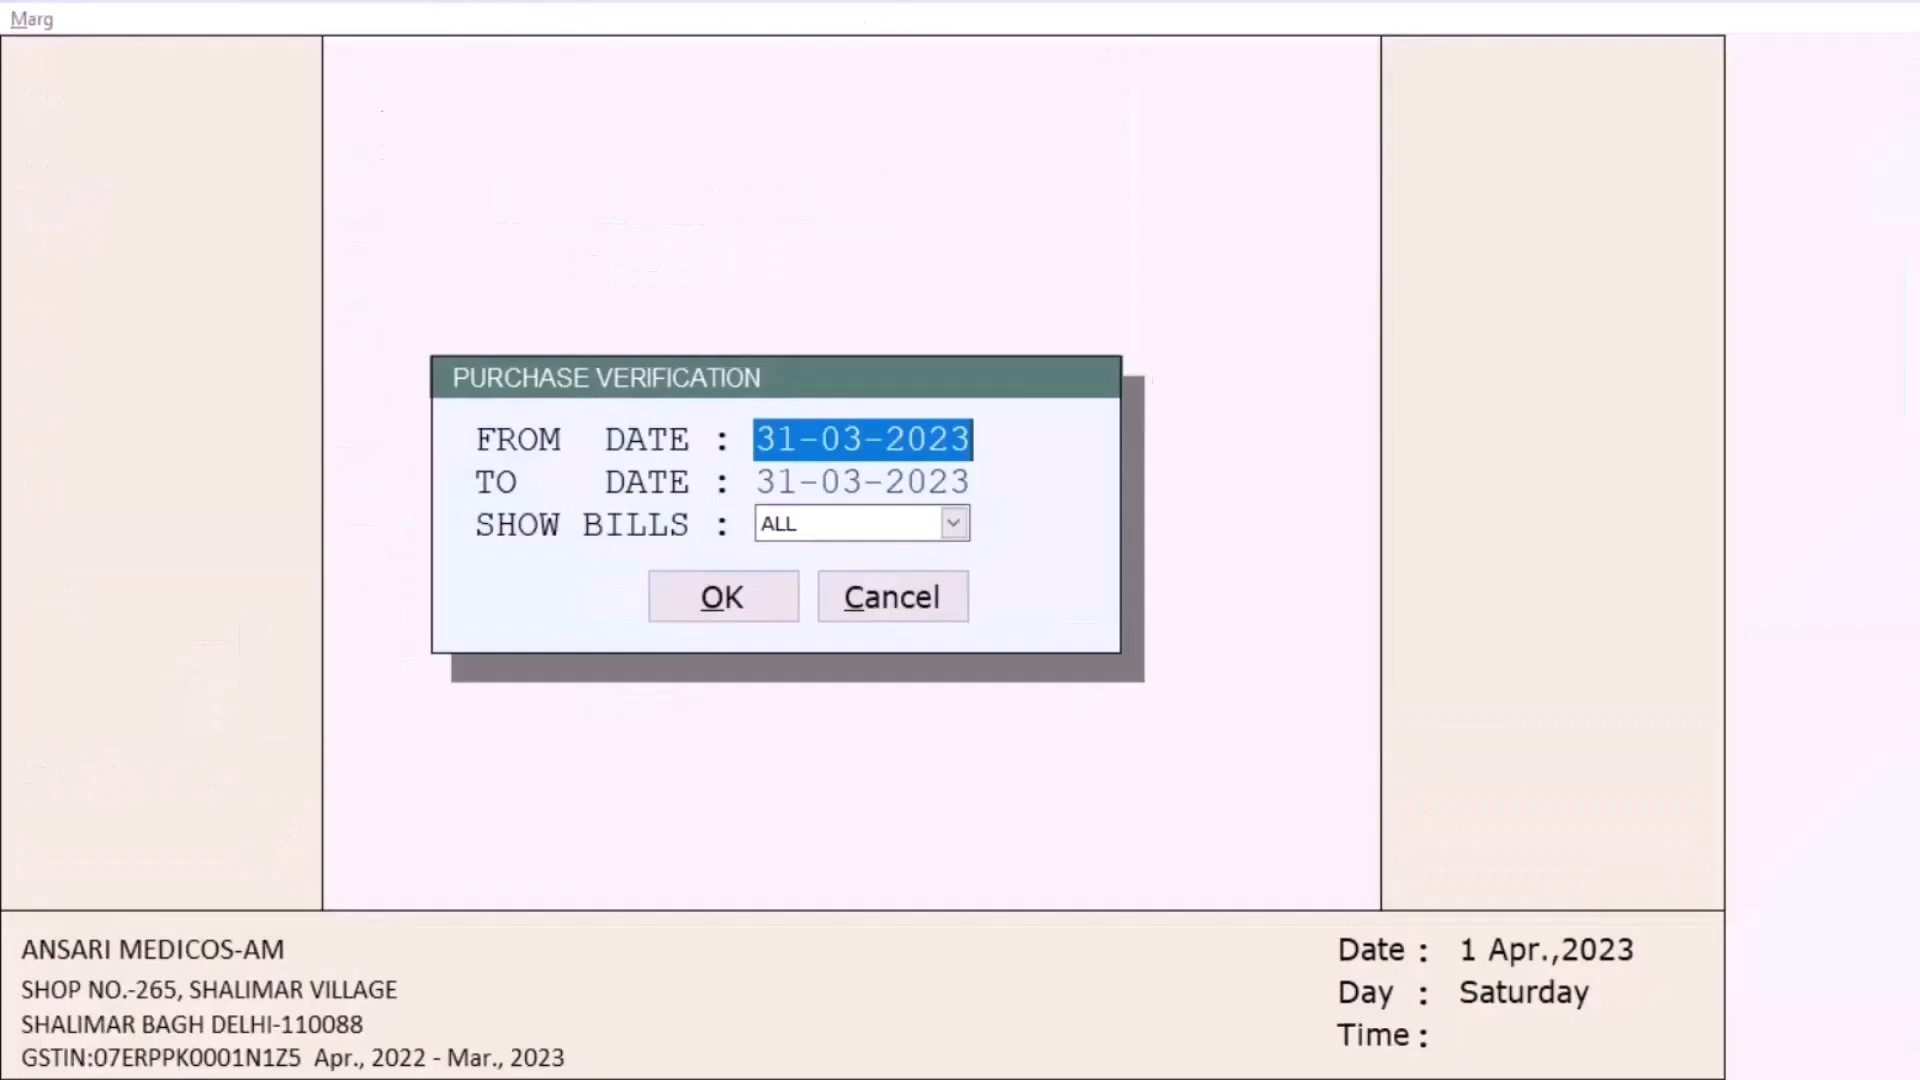 Marg
PURCHASE VERIFICATION
FROM DATE : 31-03-2023
TO DATE : 31-03-2023
SHOW BILLS : ALL
OK Cancel
ANSARI MEDICOS-AM
SHOP NO.-265, SHALIMAR VILLAGE
SHALIMAR BAGH DELHI-110088
GSTIN:07ERPPK0001N1Z5 Apr., 2022 - Mar., 2023
Date : 1 Apr.,2023
Day : Saturday
Time :